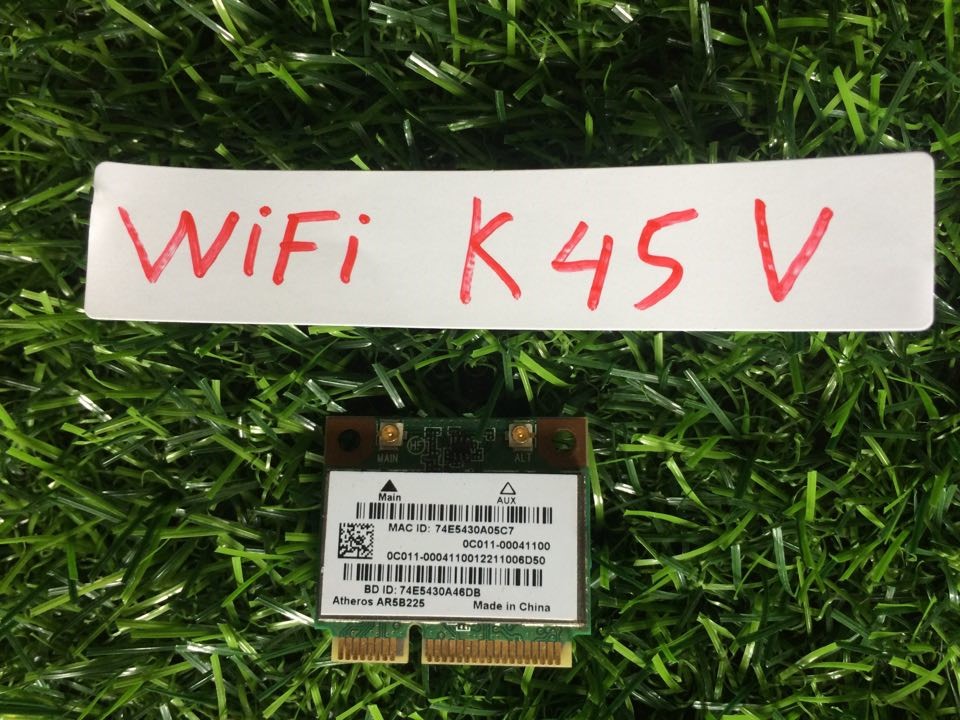 WiFi K45V
HF
MAIN
ALT
Main
AUX
MAC ID: 74E5430A05C7
0C011-00041100
0C011-0004110012211006D50
BD ID: 74E5430A46DB
Atheros AR5B225 Made in China